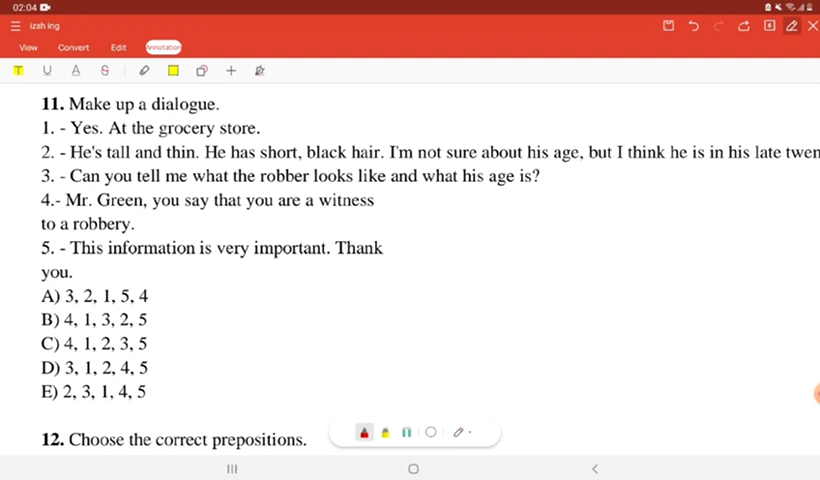 02:04
izah ing
View Convert Edit Annotation
11. Make up a dialogue.
1. - Yes. At the grocery store.
2. - He's tall and thin. He has short, black hair. I'm not sure about his age, but I think he is in his late twen
3. - Can you tell me what the robber looks like and what his age is?
4.- Mr. Green, you say that you are a witness
to a robbery.
5. - This information is very important. Thank
you.
A) 3, 2, 1, 5, 4
B) 4, 1, 3, 2, 5
C) 4, 1, 2, 3, 5
D) 3, 1, 2, 4, 5
E) 2, 3, 1, 4, 5
12. Choose the correct prepositions.